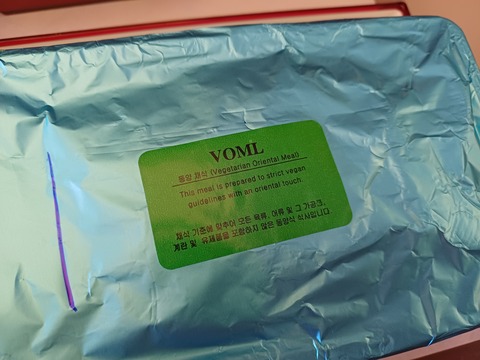 VOML
동양 채식 (Vegetarian Oriental Meal)
This meal is prepared to strict vegan
guidelines with an oriental touch.
채식 기준에 맞추어 모든 육류, 어류 및 그 가공품,
계란 및 유제품을 포함하지 않은 동양식 식사입니다